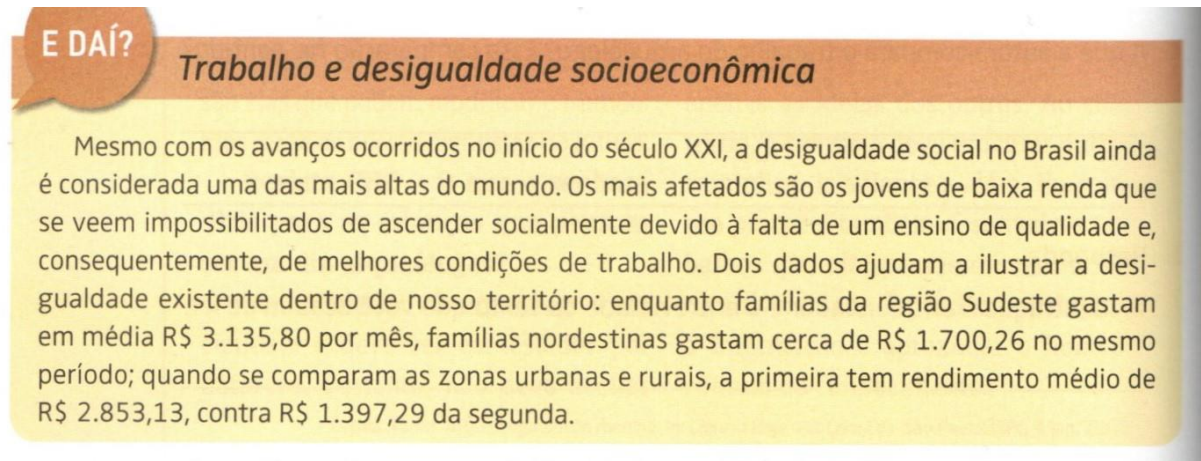 E DAÍ?
Trabalho e desigualdade socioeconômica
Mesmo com os avanços ocorridos no início do século XXI, a desigualdade social no Brasil ainda
é considerada uma das mais altas do mundo. Os mais afetados são os jovens de baixa renda que
se veem impossibilitados de ascender socialmente devido à falta de um ensino de qualidade e,
consequentemente, de melhores condições de trabalho. Dois dados ajudam a ilustrar a desi-
gualdade existente dentro de nosso território: enquanto famílias da região Sudeste gastam
em média R$ 3.135,80 por mês, famílias nordestinas gastam cerca de R$ 1.700,26 no mesmo
período; quando se comparam as zonas urbanas e rurais, a primeira tem rendimento médio de
R$ 2.853,13, contra R$ 1.397,29 da segunda.